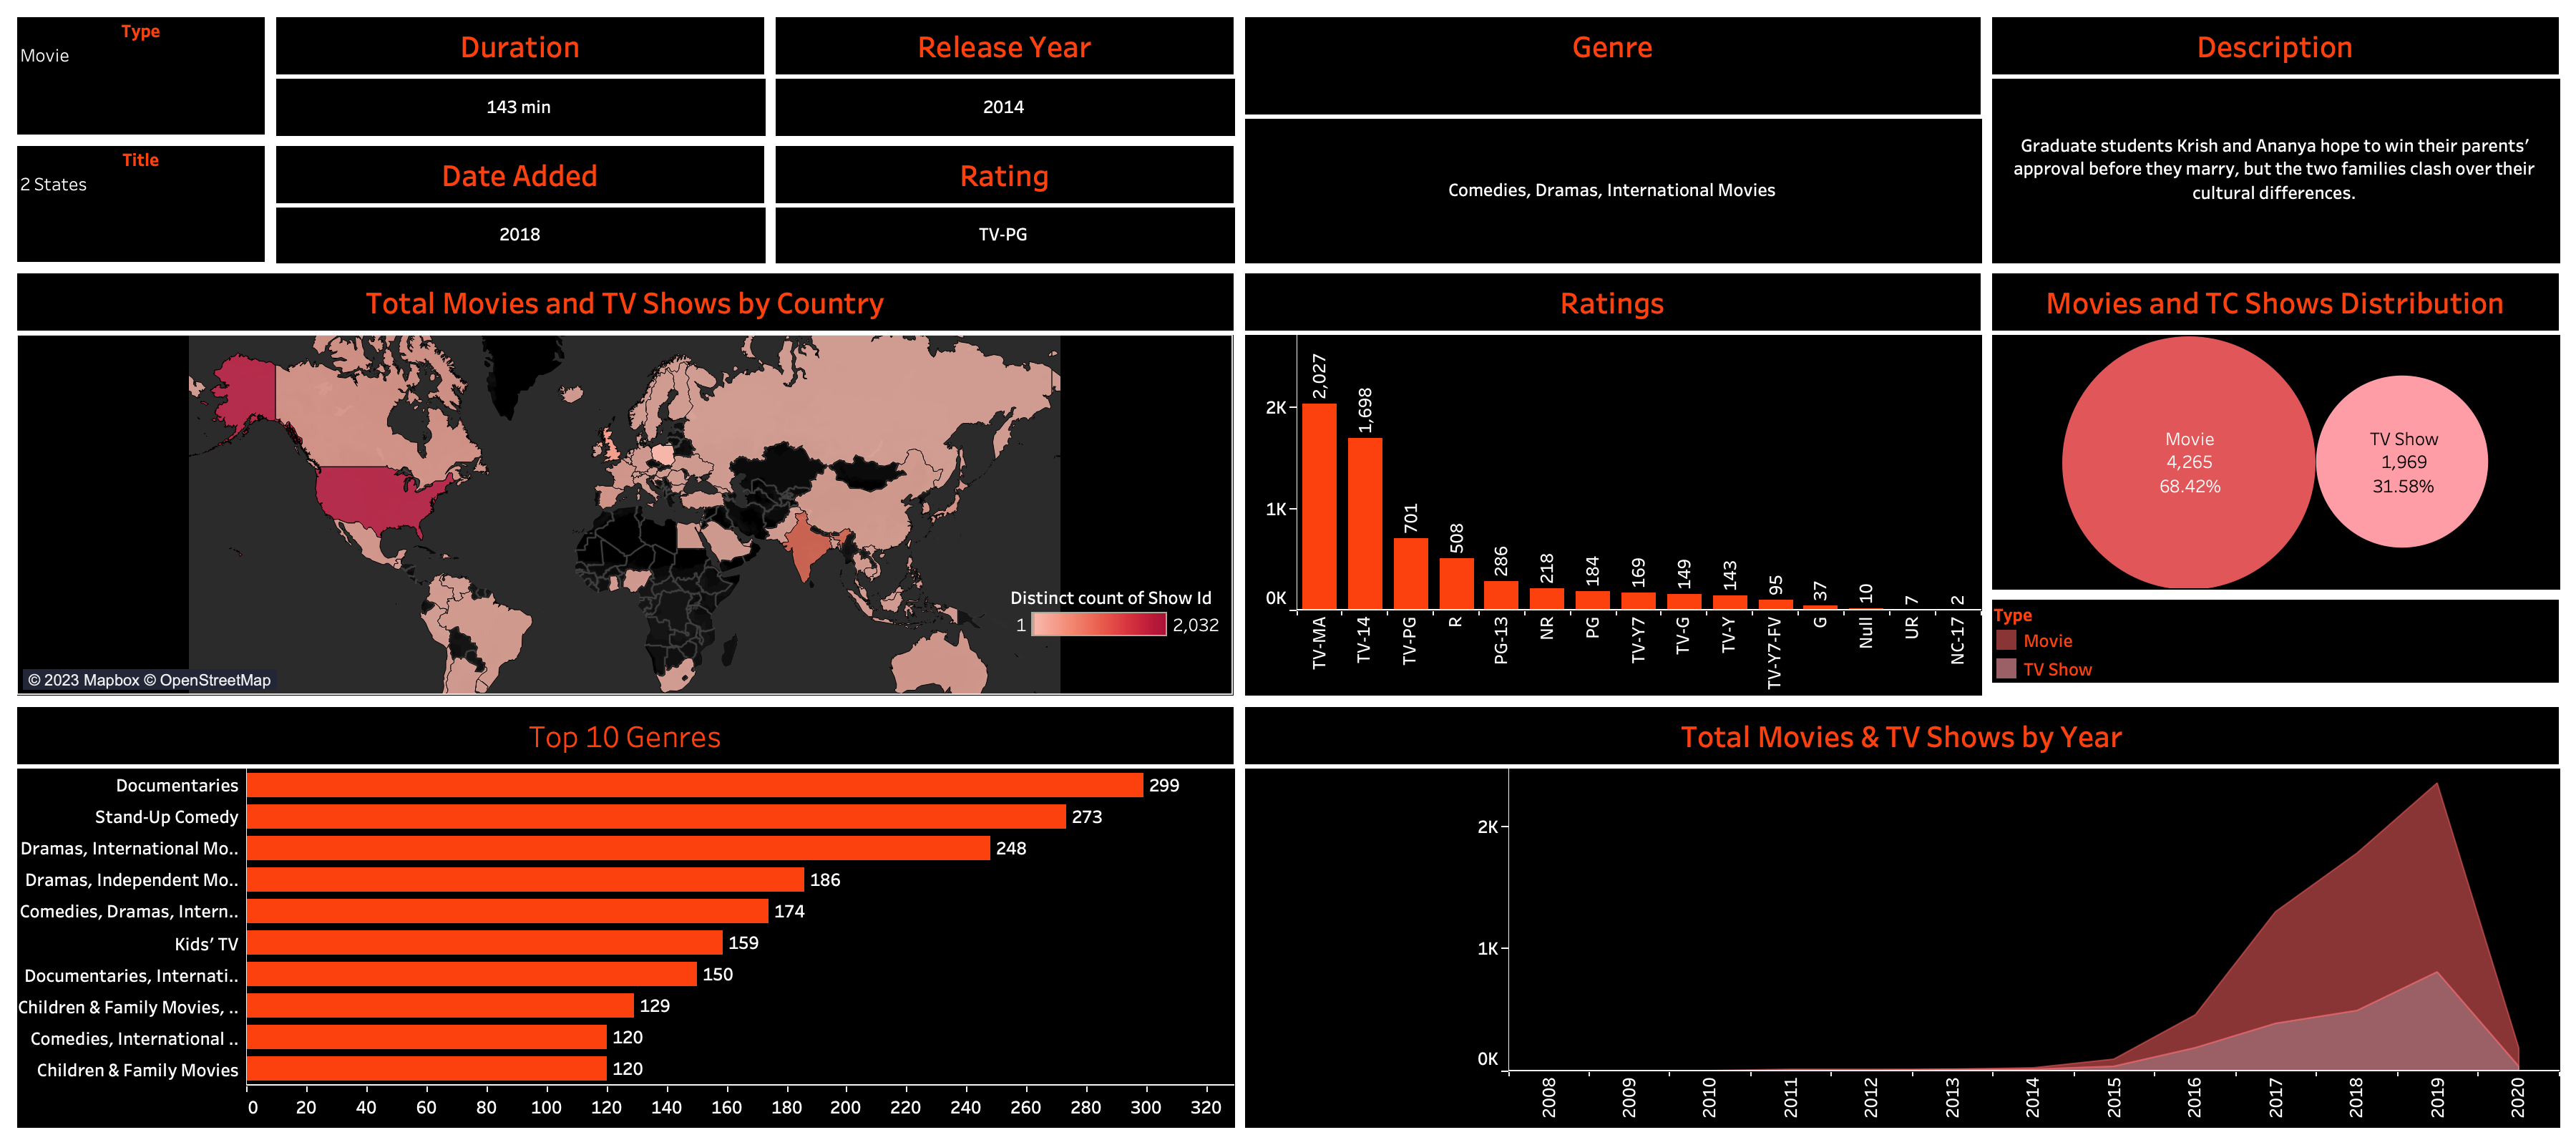 Type
Movie
Duration
143 min
Release Year
2014
Genre
Comedies, Dramas, International Movies
Description
Graduate students Krish and Ananya hope to win their parents’
approval before they marry, but the two families clash over their
cultural differences.
Title
2 States
Date Added
2018
Rating
TV-PG
Total Movies and TV Shows by Country
Distinct count of Show Id
1 2,032
© 2023 Mapbox © OpenStreetMap
Ratings
2K
1K
0K
2,027
1,698
701
508
286
218
184
169
149
143
95
37
10
7
2
TV-MA
TV-14
TV-PG
R
PG-13
NR
PG
TV-Y7
TV-G
TV-Y
TV-Y7-FV
G
Null
UR
NC-17
Movies and TC Shows Distribution
Movie
4,265
68.42%
TV Show
1,969
31.58%
Type
Movie
TV Show
Top 10 Genres
Documentaries 299
Stand-Up Comedy 273
Dramas, International Mo.. 248
Dramas, Independent Mo.. 186
Comedies, Dramas, Intern.. 174
Kids’ TV 159
Documentaries, Internati.. 150
Children & Family Movies, .. 129
Comedies, International .. 120
Children & Family Movies 120
0 20 40 60 80 100 120 140 160 180 200 220 240 260 280 300 320
Total Movies & TV Shows by Year
2K
1K
0K
2008
2009
2010
2011
2012
2013
2014
2015
2016
2017
2018
2019
2020